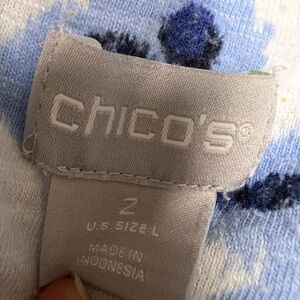 chico's®
2
U.S. SIZE L
MADE IN
INDONESIA